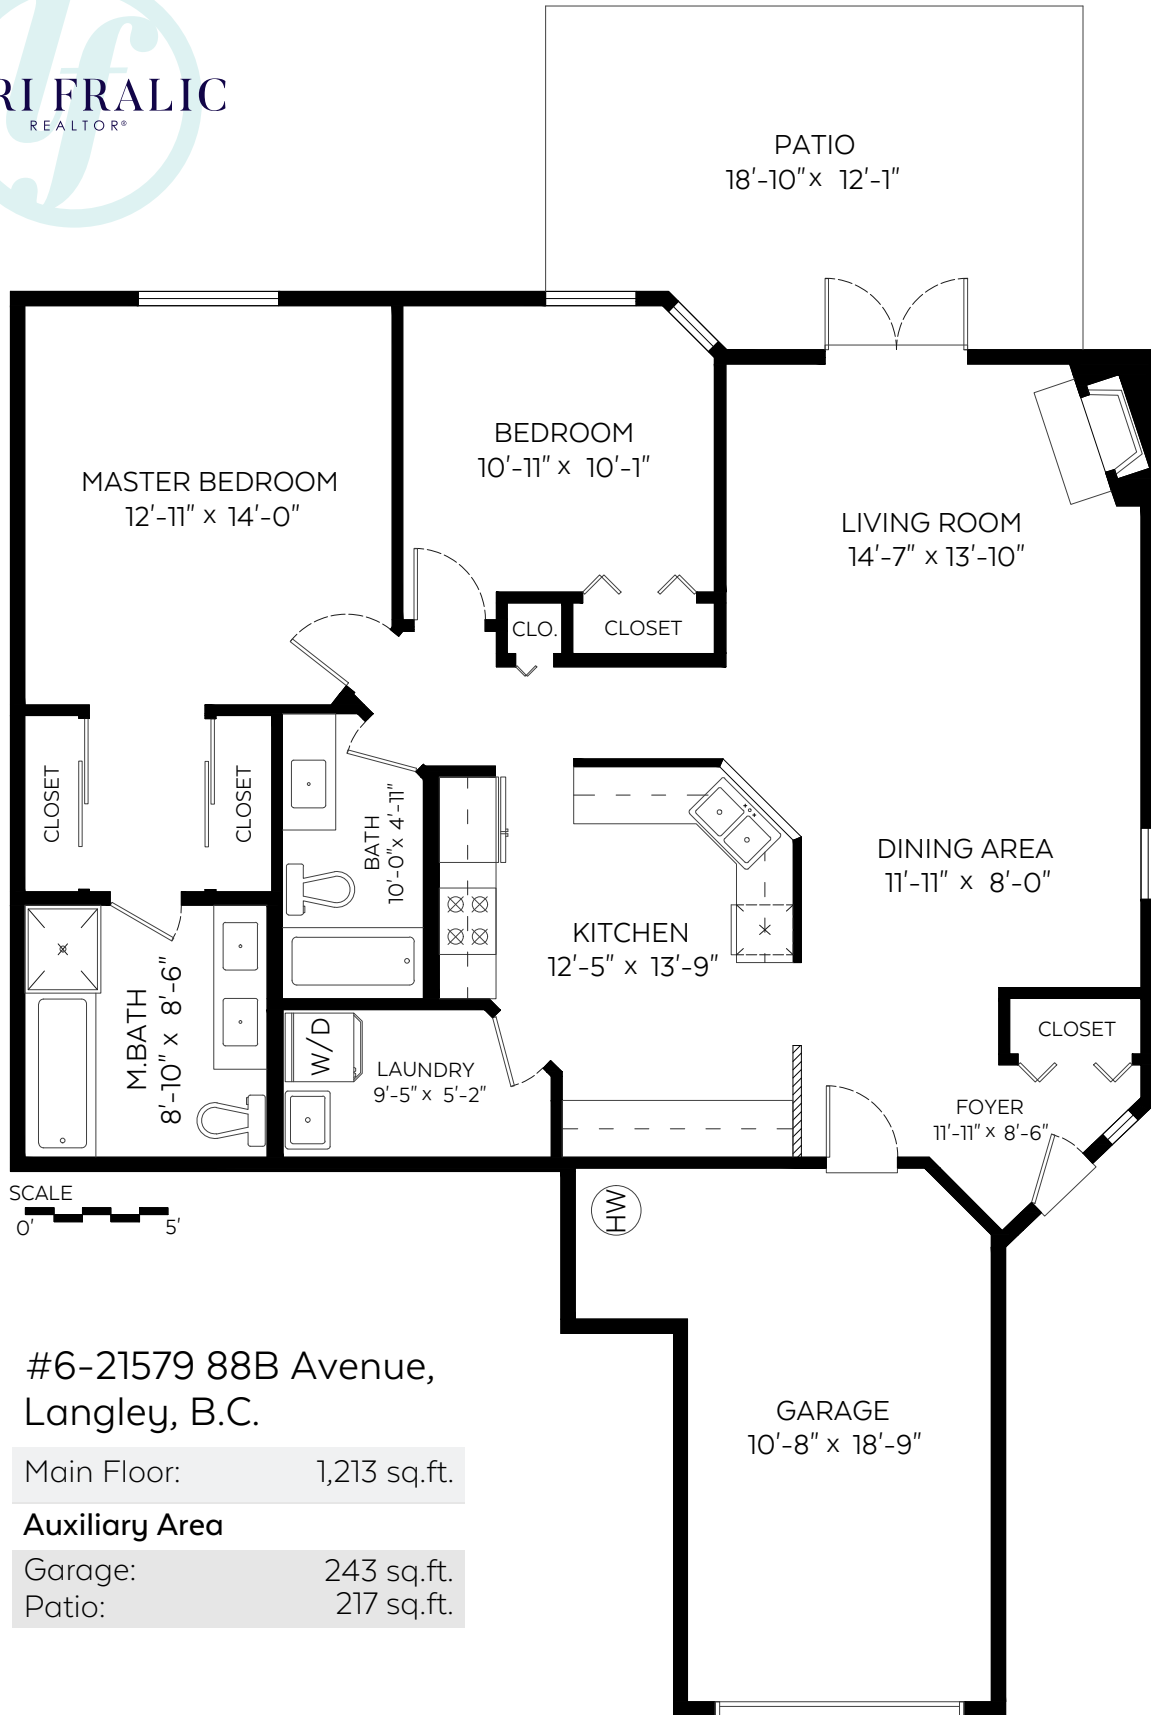 RI FRALIC
REALTOR®
PATIO
18'-10" x 12'-1"
BEDROOM
10'-11" x 10'-1"
MASTER BEDROOM
12'-11" x 14'-0"
LIVING ROOM
14'-7" x 13'-10"
CLO.
CLOSET
CLOSET
CLOSET
BATH
10'-0" x 4'-11"
DINING AREA
11'-11" x 8'-0"
KITCHEN
12'-5" x 13'-9"
M.BATH
8'-10" x 8'-6"
W/D
LAUNDRY
9'-5" x 5'-2"
CLOSET
FOYER
11'-11" x 8'-6"
SCALE
0' 5'
HW
GARAGE
10'-8" x 18'-9"
#6-21579 88B Avenue,
Langley, B.C.
Main Floor: 1,213 sq.ft.
Auxiliary Area
Garage: 243 sq.ft.
Patio: 217 sq.ft.